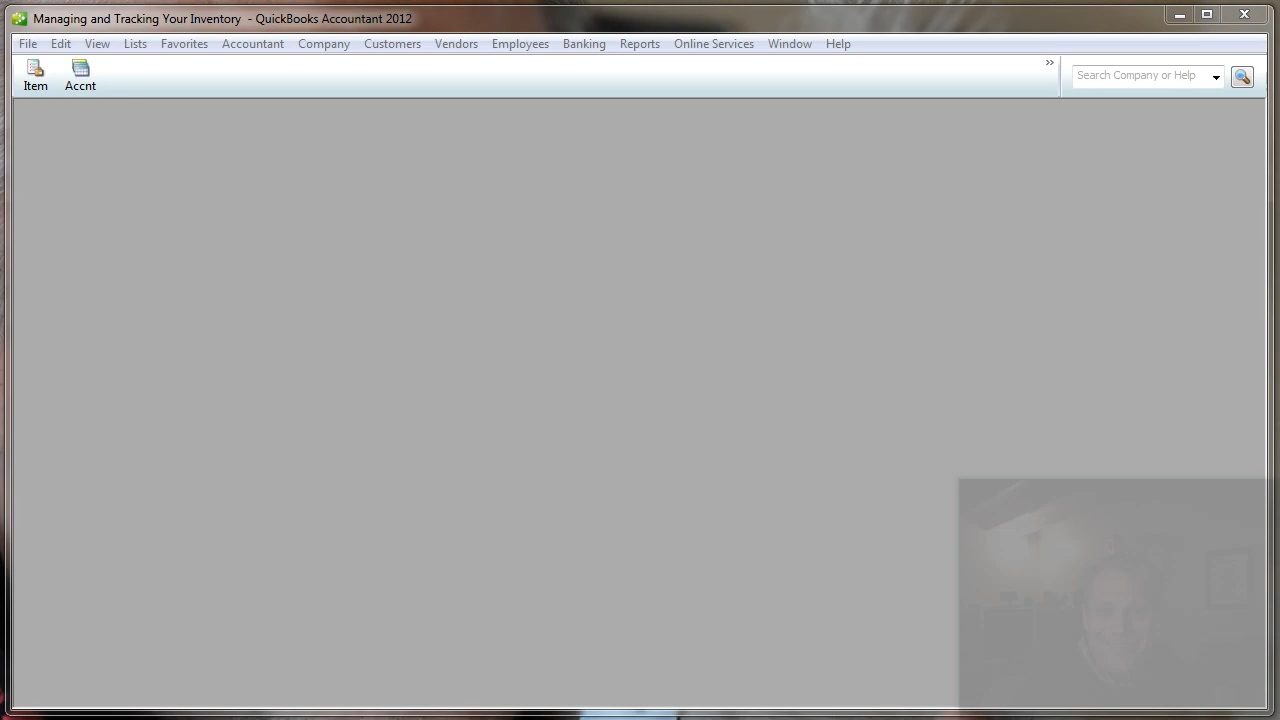 Managing and Tracking Your Inventory - QuickBooks Accountant 2012
File Edit View Lists Favorites Accountant Company Customers Vendors Employees Banking Reports Online Services Window Help
Item Accnt
Search Company or Help